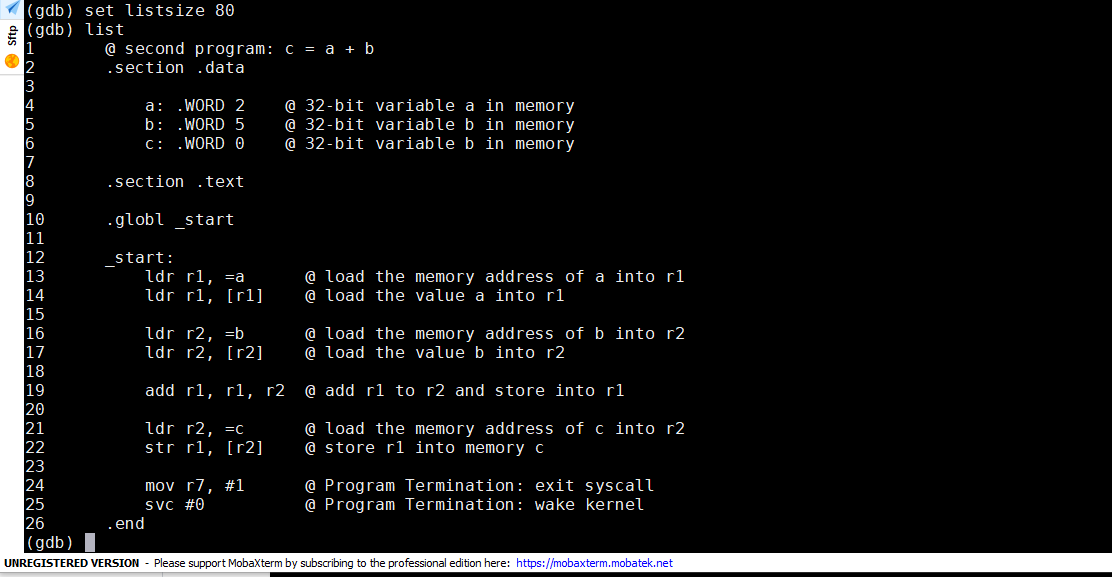 Sftp
(gdb) set listsize 80
(gdb) list
1       @ second program: c = a + b
2       .section .data
3
4           a: .WORD 2    @ 32-bit variable a in memory
5           b: .WORD 5    @ 32-bit variable b in memory
6           c: .WORD 0    @ 32-bit variable b in memory
7
8       .section .text
9
10      .globl _start
11
12      _start:
13          ldr r1, =a      @ load the memory address of a into r1
14          ldr r1, [r1]    @ load the value a into r1
15
16          ldr r2, =b      @ load the memory address of b into r2
17          ldr r2, [r2]    @ load the value b into r2
18
19          add r1, r1, r2  @ add r1 to r2 and store into r1
20
21          ldr r2, =c      @ load the memory address of c into r2
22          str r1, [r2]    @ store r1 into memory c
23
24          mov r7, #1      @ Program Termination: exit syscall
25          svc #0          @ Program Termination: wake kernel
26      .end
(gdb)
UNREGISTERED VERSION - Please support MobaXterm by subscribing to the professional edition here: https://mobaxterm.mobatek.net